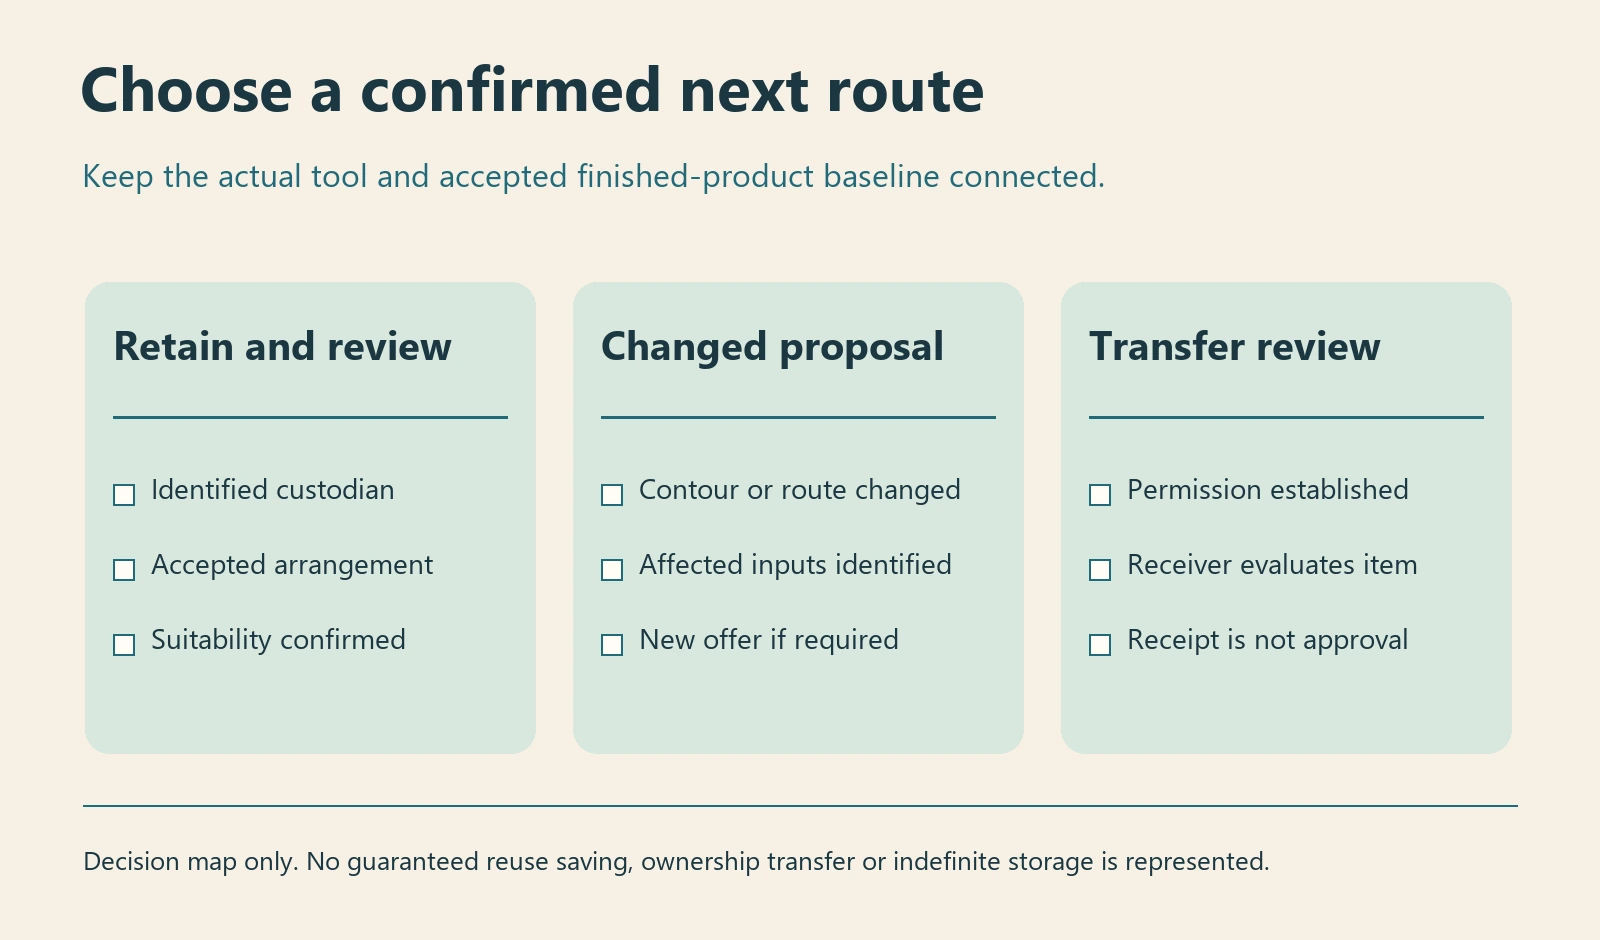 Choose a confirmed next route
Keep the actual tool and accepted finished-product baseline connected.
Retain and review
Identified custodian
Accepted arrangement
Suitability confirmed
Changed proposal
Contour or route changed
Affected inputs identified
New offer if required
Transfer review
Permission established
Receiver evaluates item
Receipt is not approval
Decision map only. No guaranteed reuse saving, ownership transfer or indefinite storage is represented.